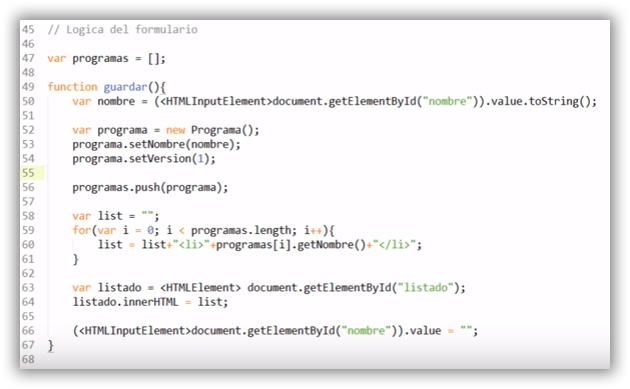 45 // Logica del formulario
46
47 var programas = [];
48
49 function guardar(){
50     var nombre = (<HTMLInputElement>document.getElementById("nombre")).value.toString();
51
52     var programa = new Programa();
53     programa.setNombre(nombre);
54     programa.setVersion(1);
55
56     programas.push(programa);
57
58     var list = "";
59     for(var i = 0; i < programas.length; i++){
60         list = list+"<li>"+programas[i].getNombre()+"</li>";
61     }
62
63     var listado = <HTMLElement> document.getElementById("listado");
64     listado.innerHTML = list;
65
66     (<HTMLInputElement>document.getElementById("nombre")).value = "";
67 }
68